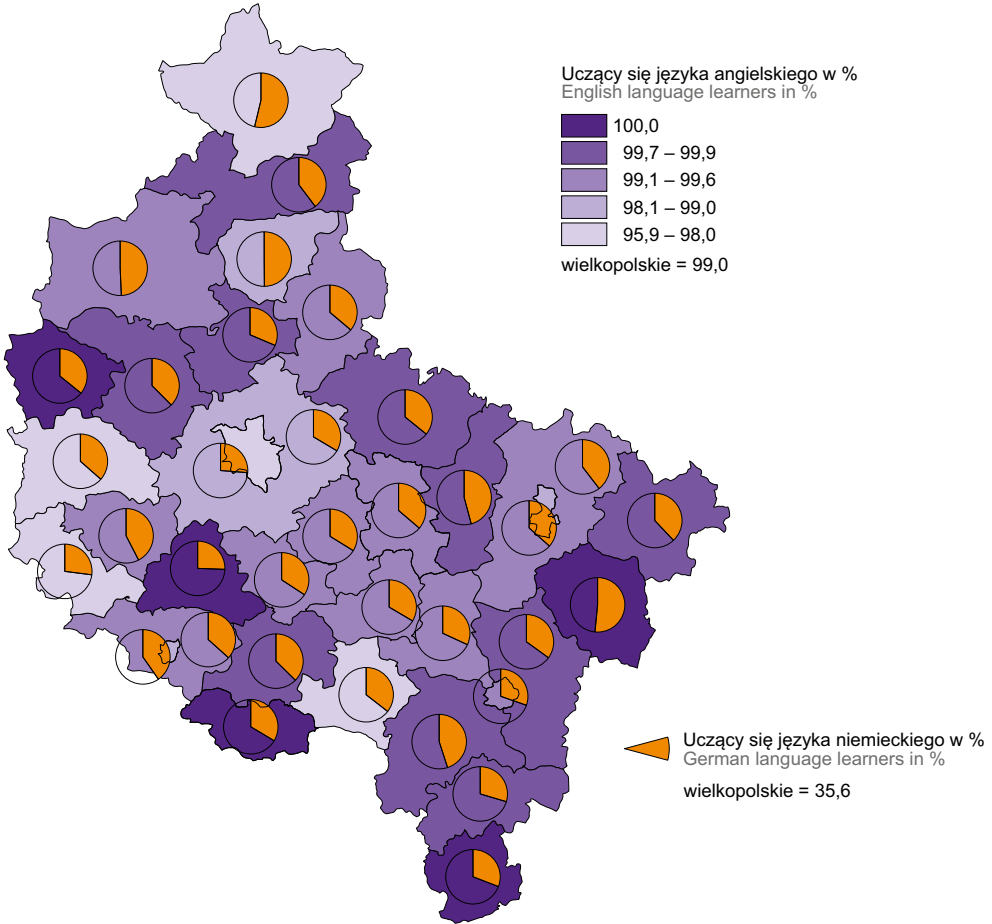 Uczący się języka angielskiego w %
English language learners in %
100,0
99,7 – 99,9
99,1 – 99,6
98,1 – 99,0
95,9 – 98,0
wielkopolskie = 99,0
Uczący się języka niemieckiego w %
German language learners in %
wielkopolskie = 35,6